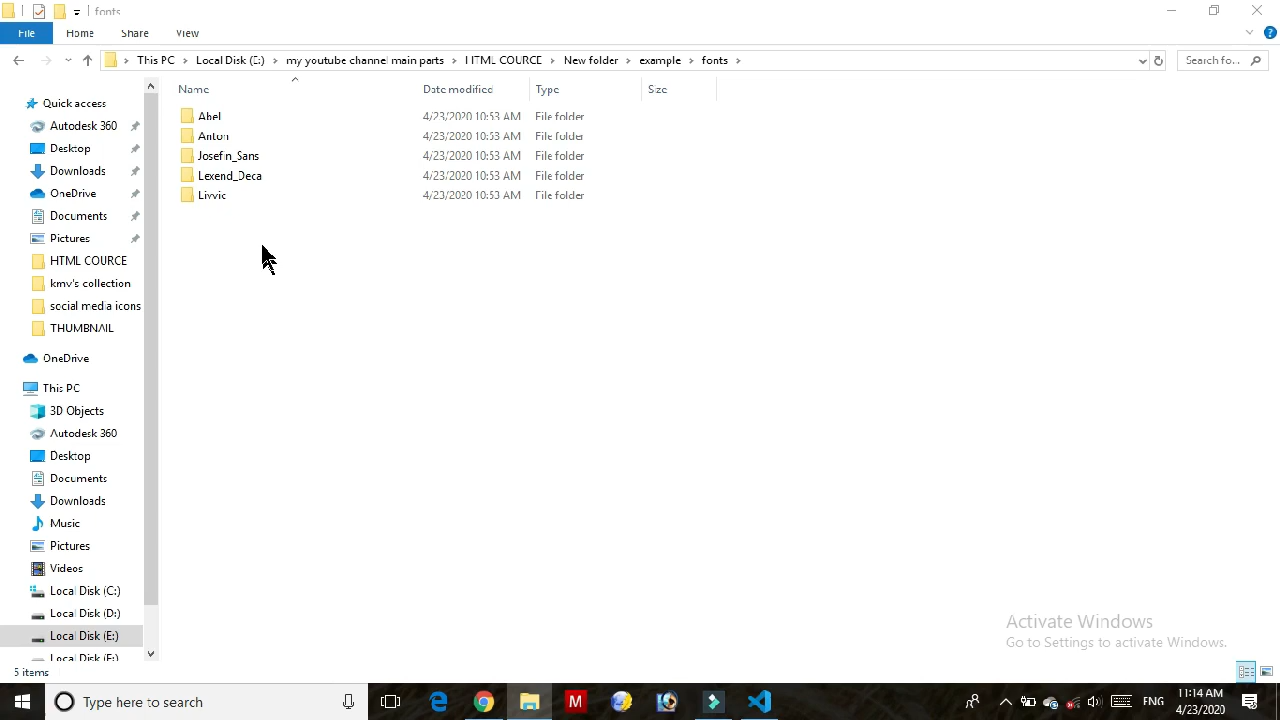 fonts
File Home Share View
This PC Local Disk (E:) my youtube channel main parts HTML COURCE New folder example fonts
Search fo...
Name Date modified Type Size
Abel 4/23/2020 10:53 AM File folder
Anton 4/23/2020 10:53 AM File folder
Josefin_Sans 4/23/2020 10:53 AM File folder
Lexend_Deca 4/23/2020 10:53 AM File folder
Livvic 4/23/2020 10:53 AM File folder
Quick access
Autodesk 360
Desktop
Downloads
OneDrive
Documents
Pictures
HTML COURCE
kmv's collection
social media icons
THUMBNAIL
OneDrive
This PC
3D Objects
Autodesk 360
Desktop
Documents
Downloads
Music
Pictures
Videos
Local Disk (C:)
Local Disk (D:)
Local Disk (E:)
Local Disk (F:)
Activate Windows
Go to Settings to activate Windows.
5 items
Type here to search
ENG
11:14 AM
4/23/2020